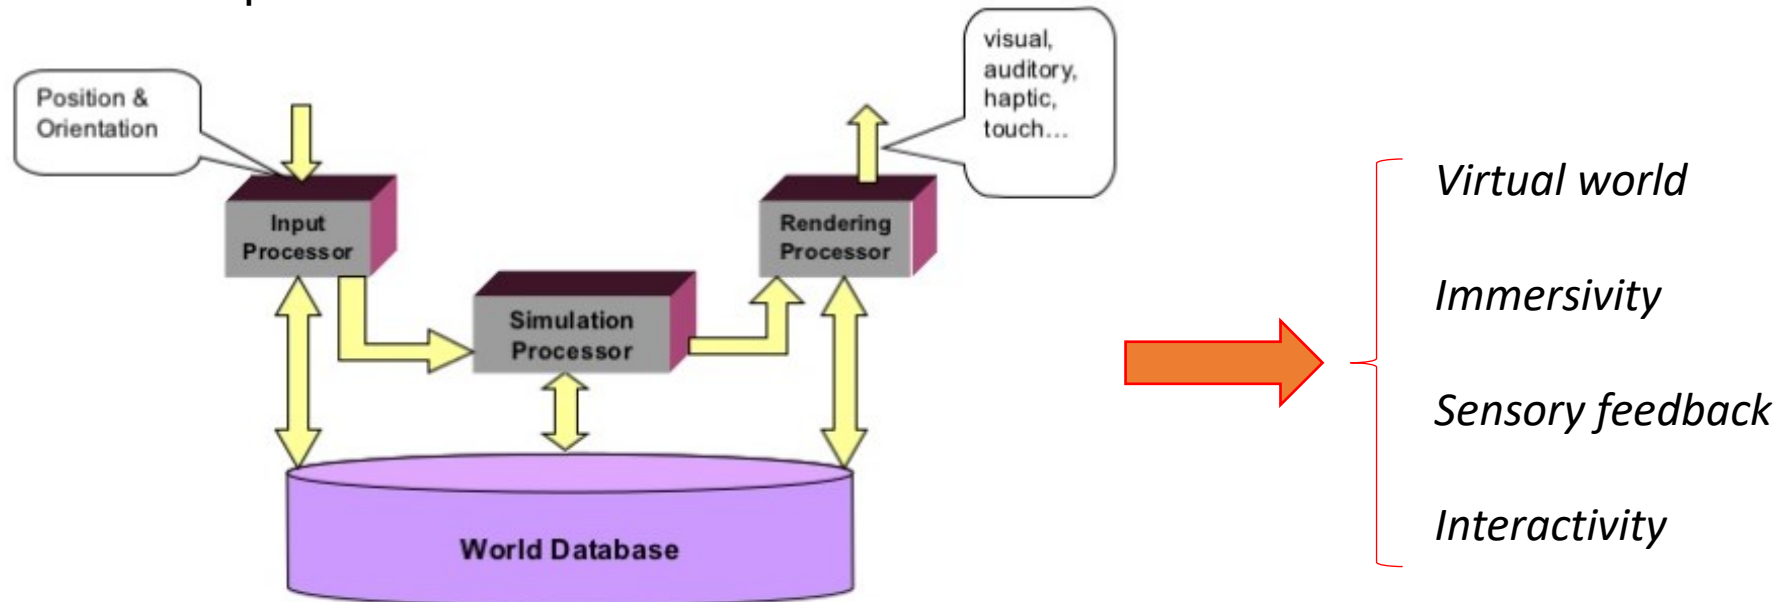 Position &
Orientation
visual,
auditory,
haptic,
touch...
Input
Processor
Rendering
Processor
Simulation
Processor
World Database
Virtual world
Immersivity
Sensory feedback
Interactivity